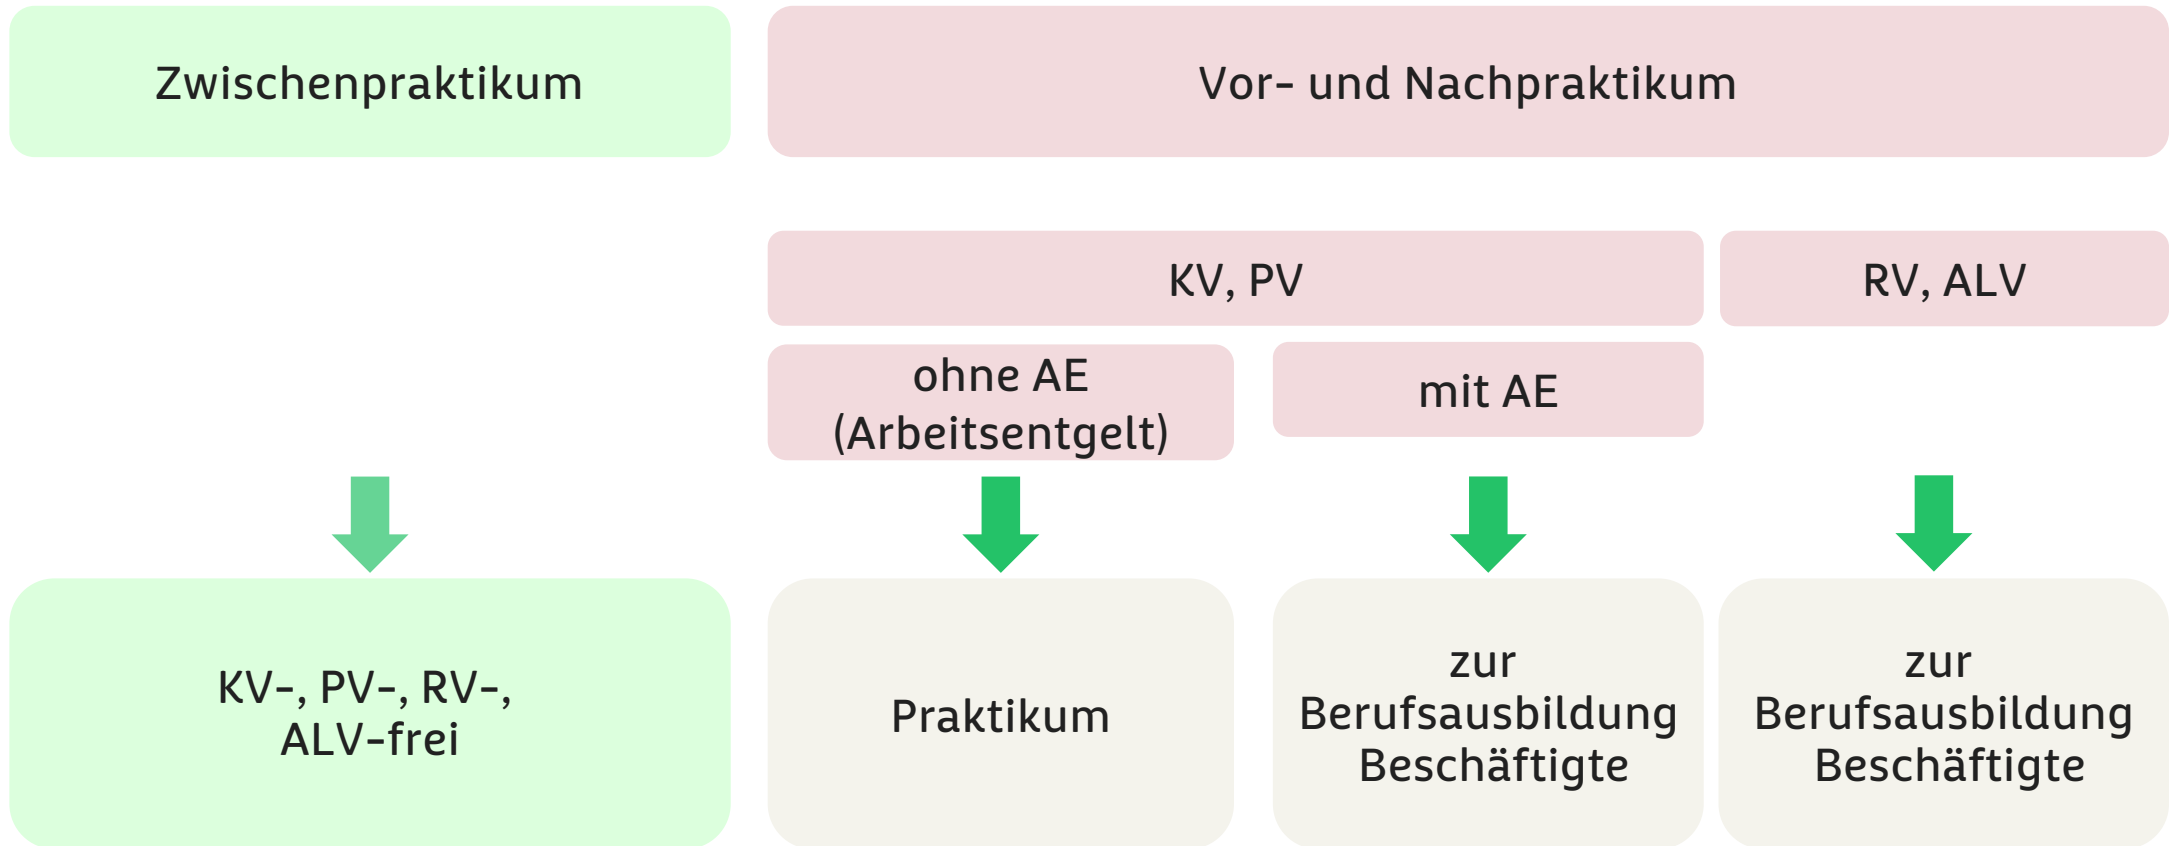 Zwischenpraktikum
Vor- und Nachpraktikum
KV, PV
RV, ALV
ohne AE
(Arbeitsentgelt)
mit AE
KV-, PV-, RV-,
ALV-frei
Praktikum
zur
Berufsausbildung
Beschäftigte
zur
Berufsausbildung
Beschäftigte